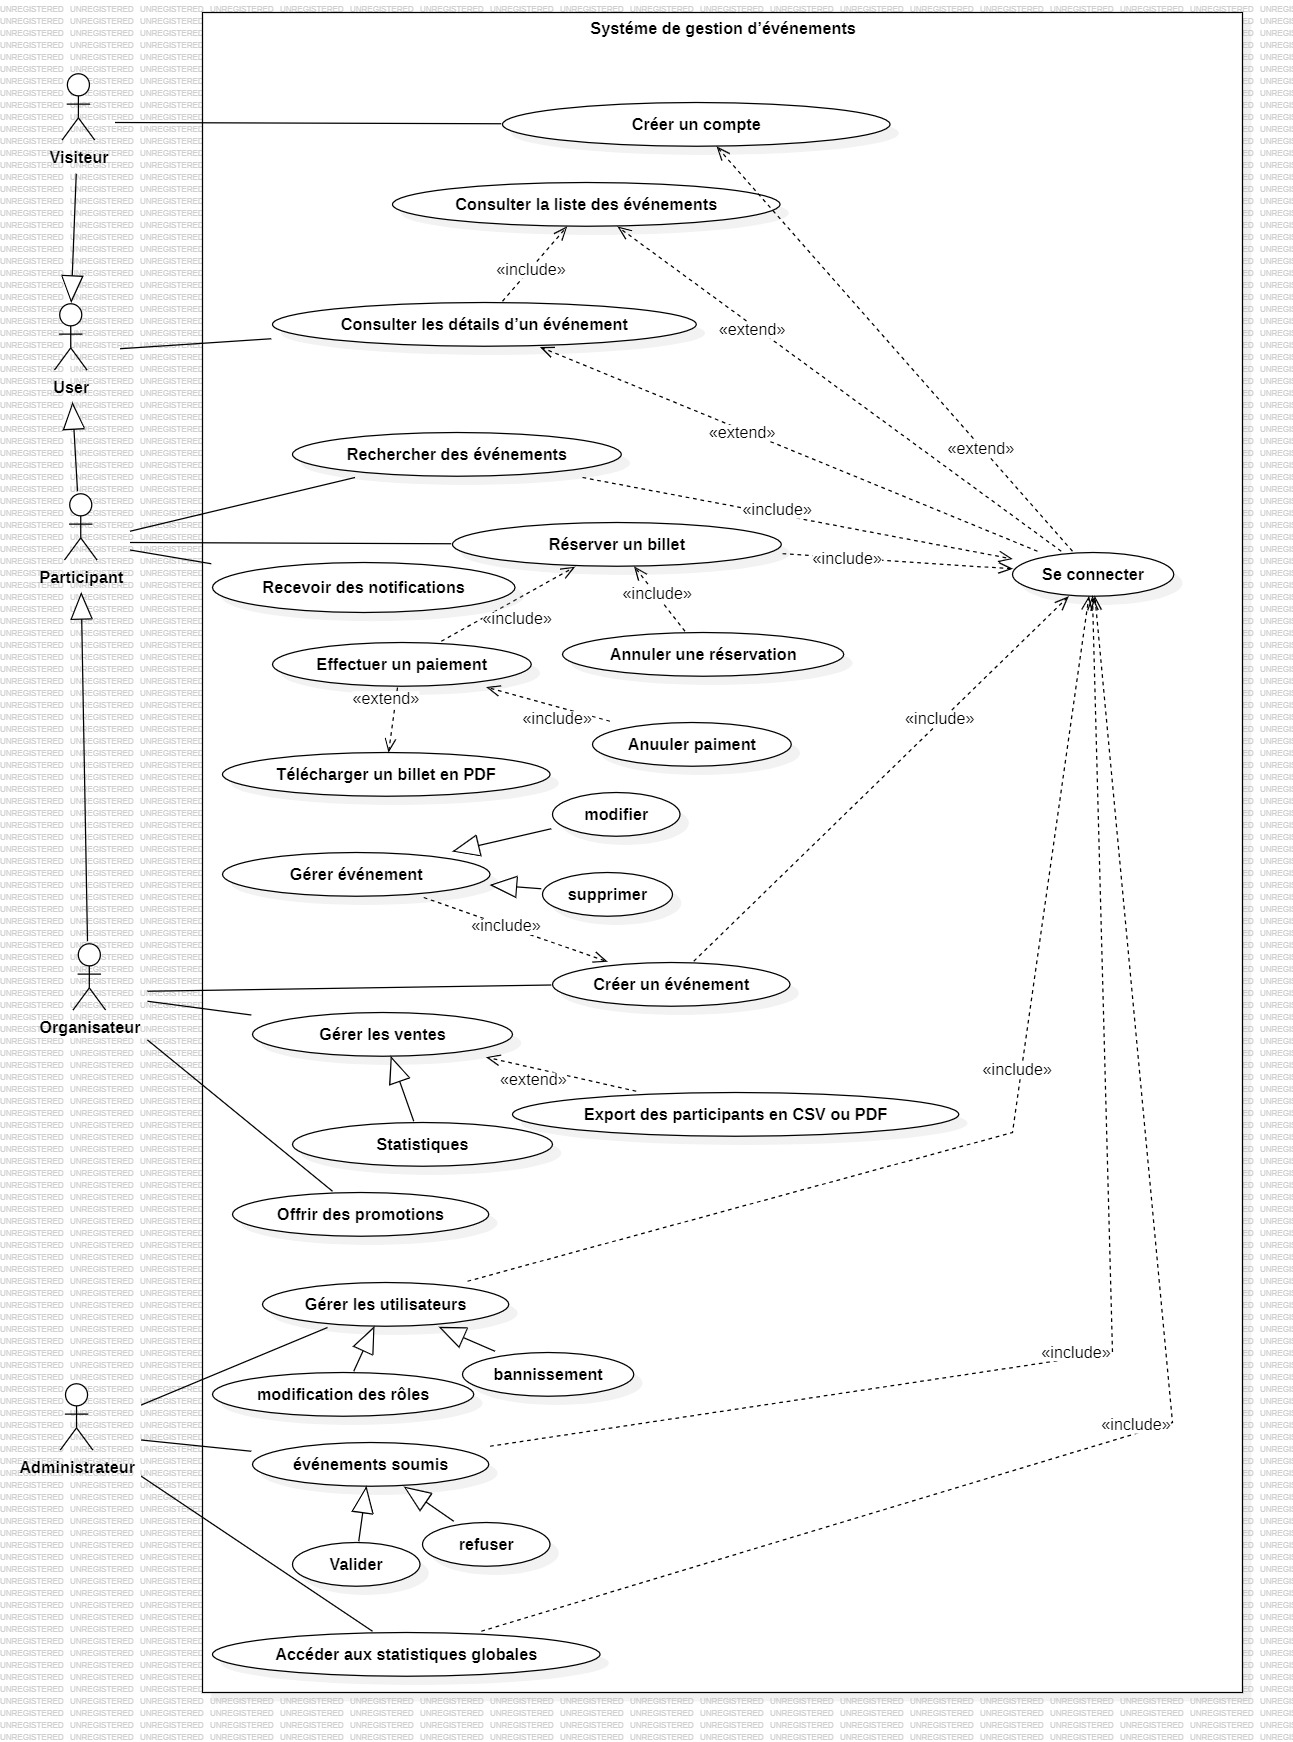 Systéme de gestion d’événements
Visiteur
Créer un compte
Consulter la liste des événements
«include»
Consulter les détails d’un événement
«extend»
User
«extend»
«extend»
Rechercher des événements
«include»
Réserver un billet
«include»
Participant
Recevoir des notifications
«include»
«include»
Se connecter
Annuler une réservation
Effectuer un paiement
«extend»
«include»
«include»
Anuuler paiment
Télécharger un billet en PDF
modifier
Gérer événement
supprimer
«include»
Créer un événement
Organisateur
Gérer les ventes
«include»
«extend»
Export des participants en CSV ou PDF
Statistiques
Offrir des promotions
Gérer les utilisateurs
«include»
bannissement
modification des rôles
«include»
Administrateur
événements soumis
refuser
Valider
Accéder aux statistiques globales
UNREGISTERED